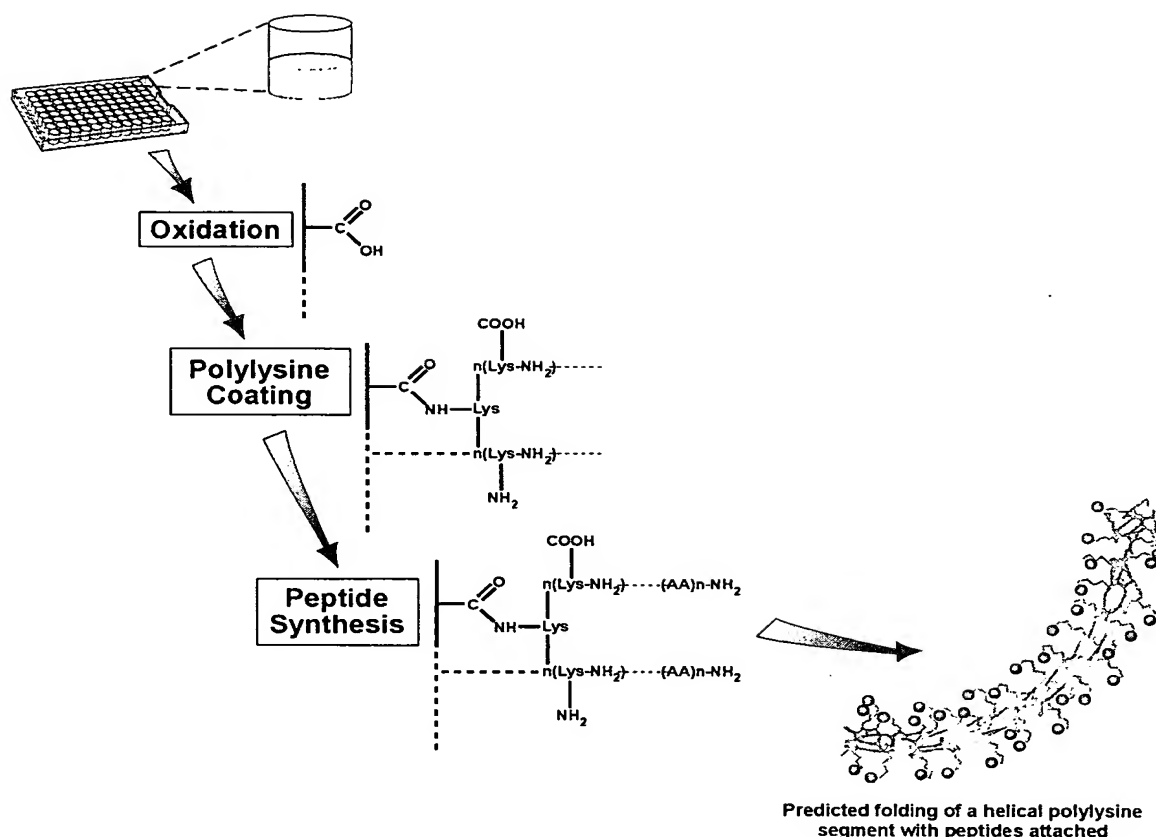 Oxidation
C
O
OH
Polylysine
Coating
COOH
n(Lys-NH₂)
C
O
NH
Lys
n(Lys-NH₂)
NH₂
Peptide
Synthesis
COOH
n(Lys-NH₂) (AA)n-NH₂
C
O
NH
Lys
n(Lys-NH₂) (AA)n-NH₂
NH₂
Predicted folding of a helical polylysine
segment with peptides attached